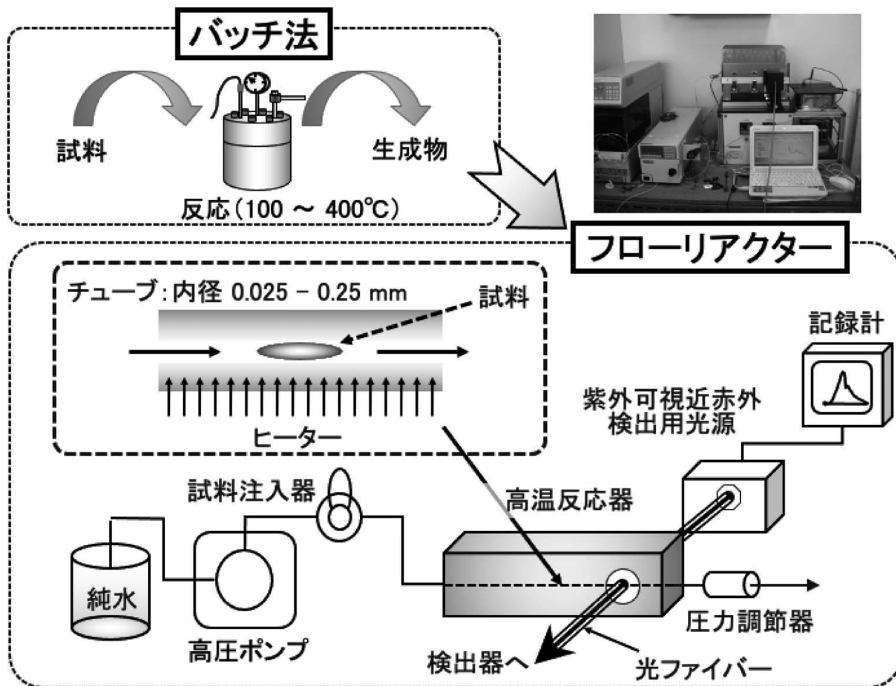 バッチ法
試料
生成物
反応(100 ~ 400℃)
フローリアクター
チューブ:内径 0.025 - 0.25 mm
試料
ヒーター
記録計
紫外可視近赤外
検出用光源
試料注入器
高温反応器
純水
高圧ポンプ
圧力調節器
検出器へ
光ファイバー